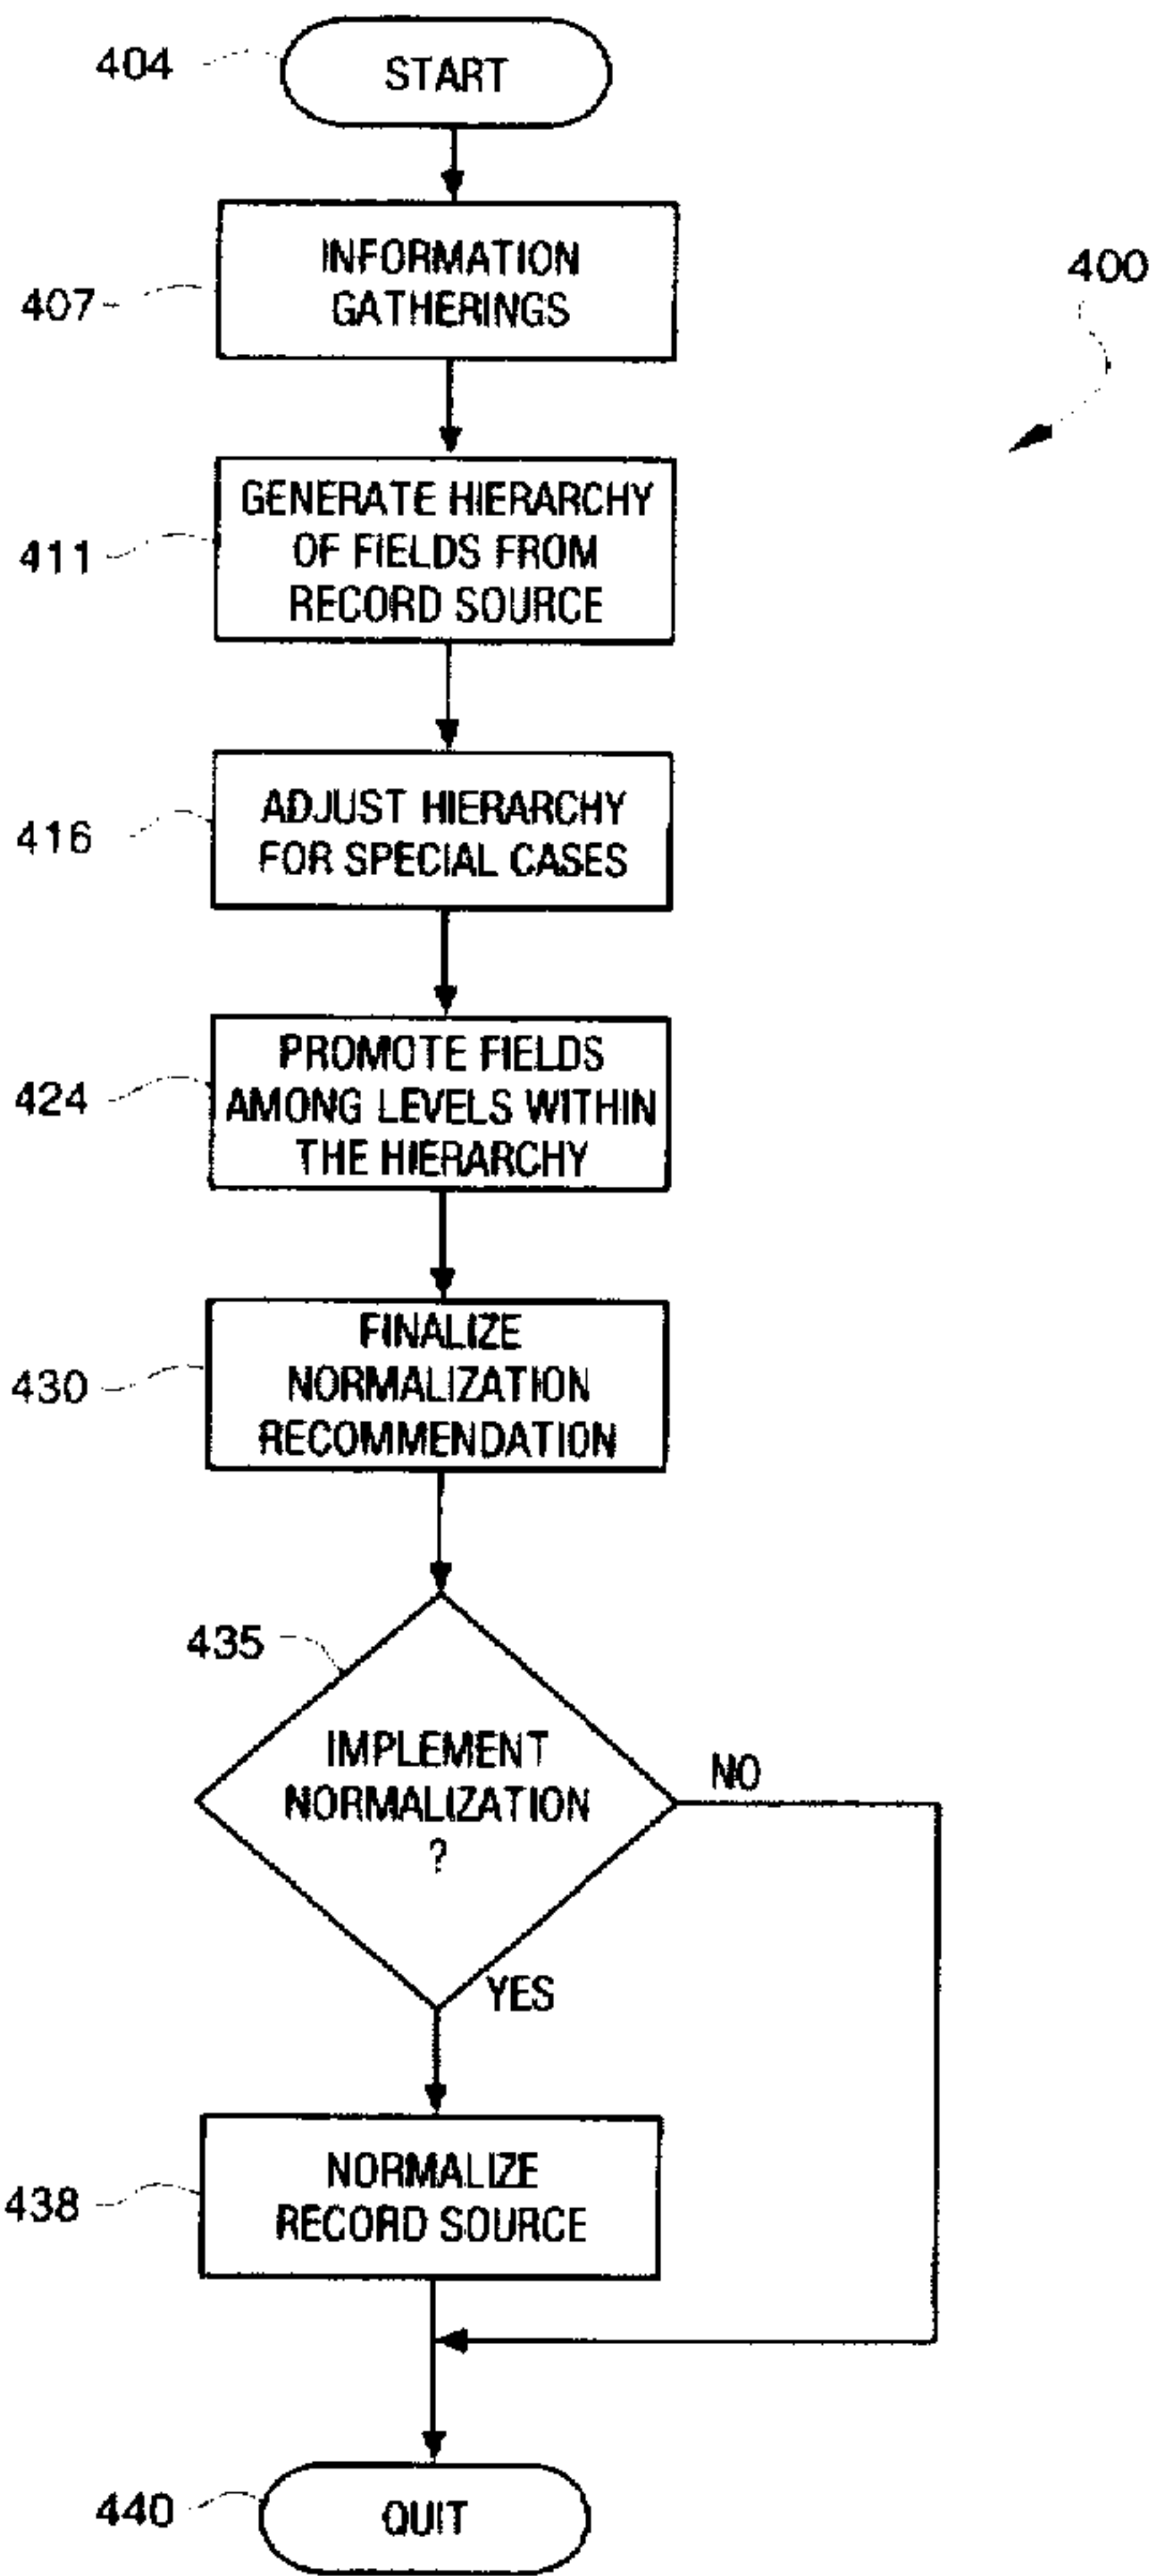 404
START
INFORMATION
GATHERINGS
407
400
GENERATE HIERARCHY
OF FIELDS FROM
RECORD SOURCE
411
ADJUST HIERARCHY
FOR SPECIAL CASES
416
PROMOTE FIELDS
AMONG LEVELS WITHIN
THE HIERARCHY
424
FINALIZE
NORMALIZATION
RECOMMENDATION
430
435
IMPLEMENT
NORMALIZATION
?
NO
YES
NORMALIZE
RECORD SOURCE
438
440
QUIT